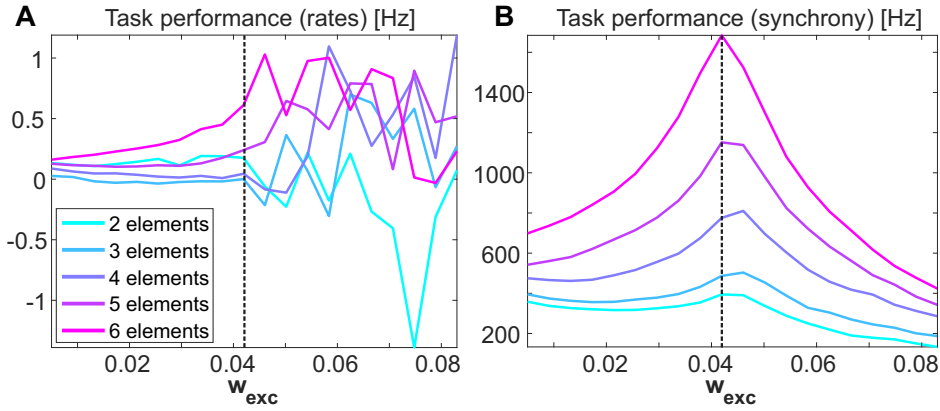 A Task performance (rates) [Hz]
1
0.5
0
-0.5
-1
2 elements
3 elements
4 elements
5 elements
6 elements
0.02 0.04 0.06 0.08
w_exc
B Task performance (synchrony) [Hz]
1400
1000
600
200
0.02 0.04 0.06 0.08
w_exc